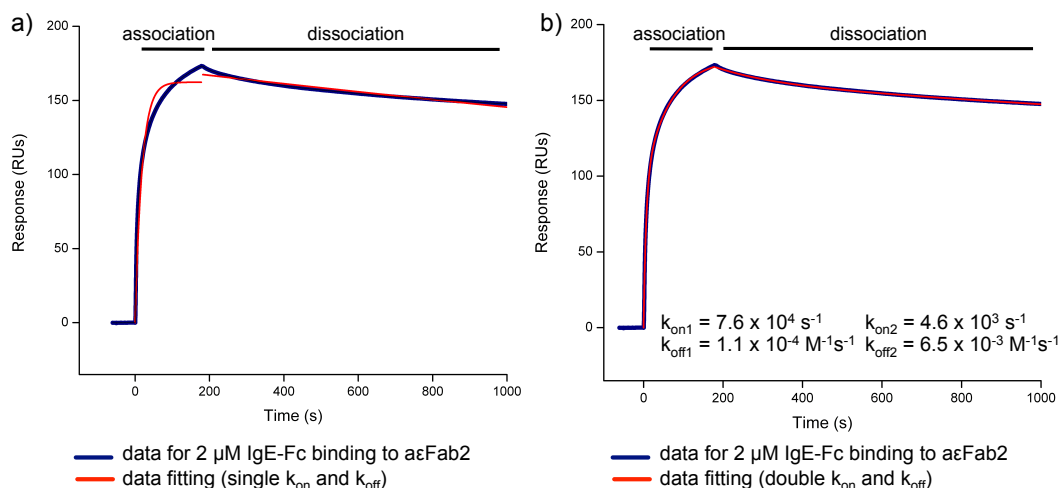 a)
association
dissociation
200
150
100
50
0
Response (RUs)
0
200
400
600
800
1000
Time (s)
data for 2 µM IgE-Fc binding to aεFab2
data fitting (single kon and koff)
b)
association
dissociation
200
150
100
50
0
Response (RUs)
kon1 = 7.6 x 10⁴ s⁻¹ kon2 = 4.6 x 10³ s⁻¹
koff1 = 1.1 x 10⁻⁴ M⁻¹s⁻¹ koff2 = 6.5 x 10⁻³ M⁻¹s⁻¹
0
200
400
600
800
1000
Time (s)
data for 2 µM IgE-Fc binding to aεFab2
data fitting (double kon and koff)